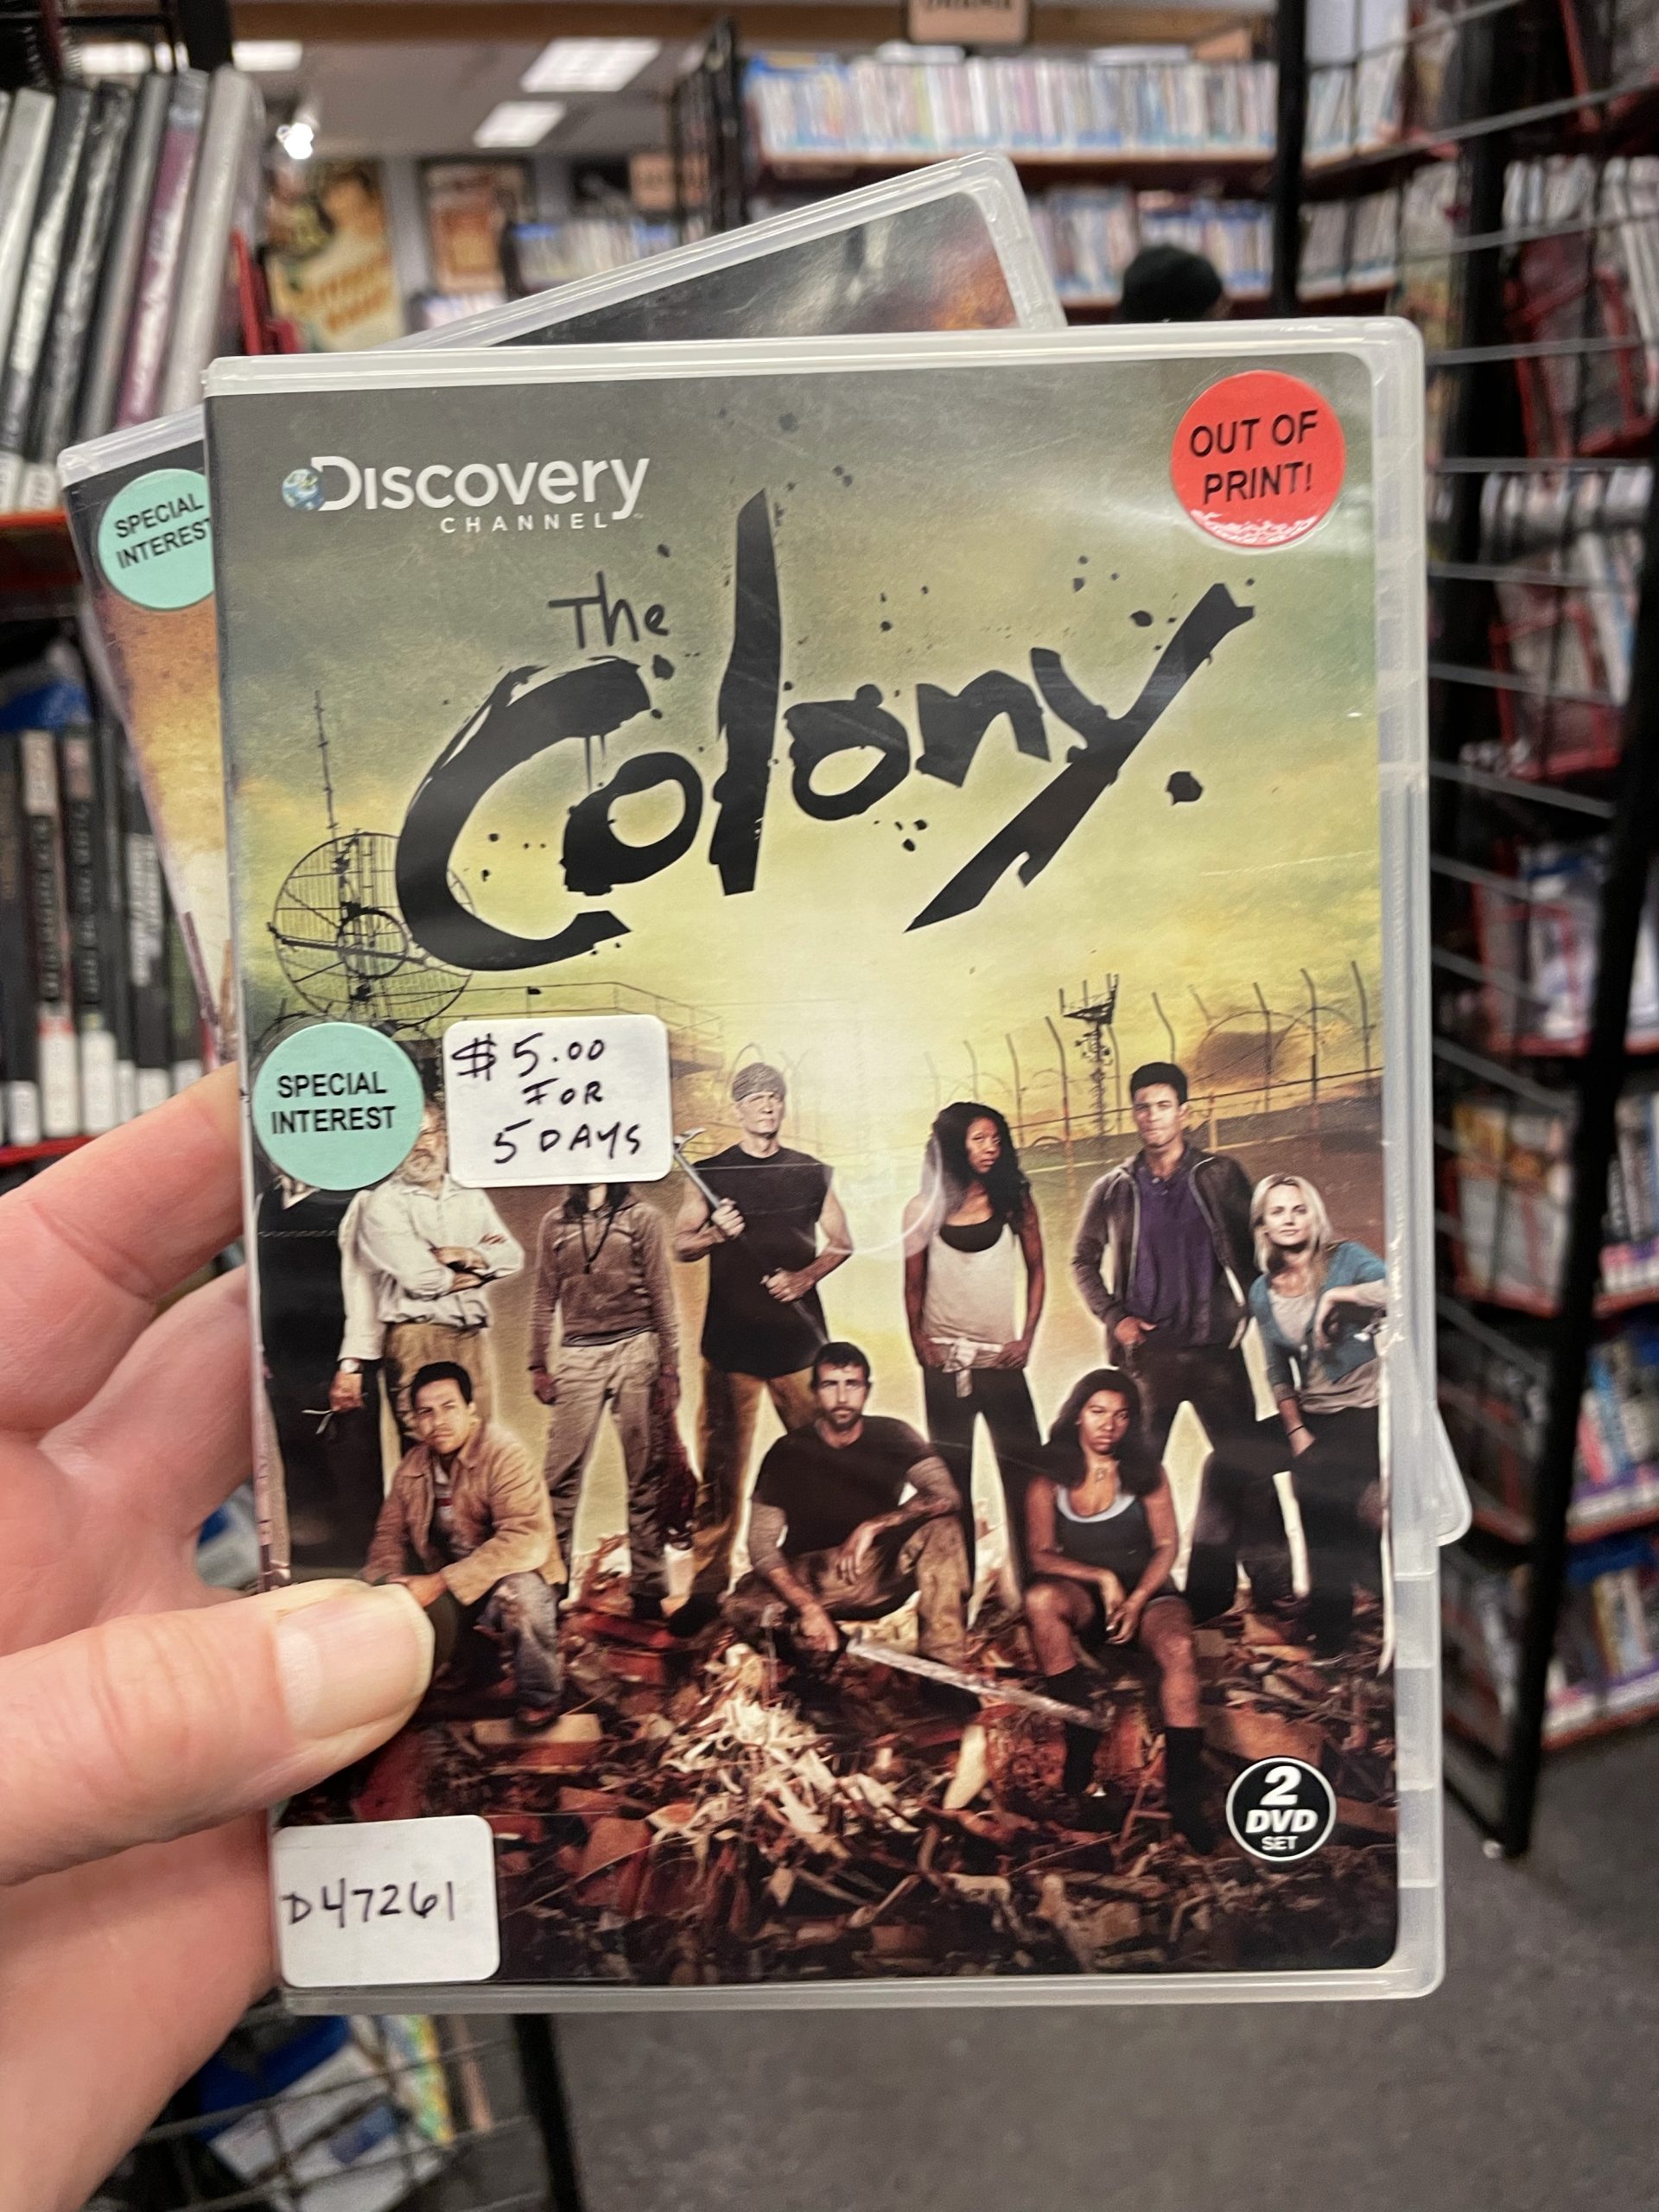 SPECIAL
INTEREST
DISCOVERY
CHANNEL
OUT OF
PRINT!
The
Colony
SPECIAL
INTEREST
$5.00
FOR
5 DAYS
2
DVD
SET
D47261